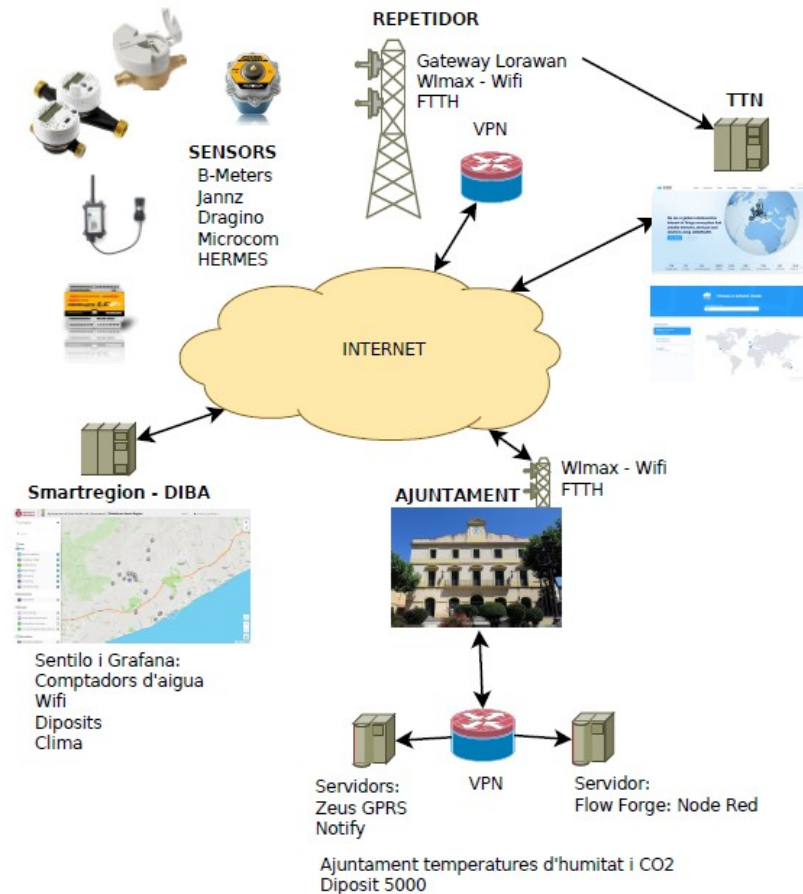 REPETIDOR
Gateway Lorawan
WImax - Wifi
FTTH
VPN
TTN
SENSORS
B-Meters
Jannz
Dragino
Microcom
HERMES
INTERNET
Smartregion - DIBA
WImax - Wifi
FTTH
AJUNTAMENT
Sentilo i Grafana:
Comptadors d'aigua
Wifi
Diposits
Clima
VPN
Servidors:
Zeus GPRS
Notify
Servidor:
Flow Forge: Node Red
Ajuntament temperatures d'humitat i CO2
Diposit 5000